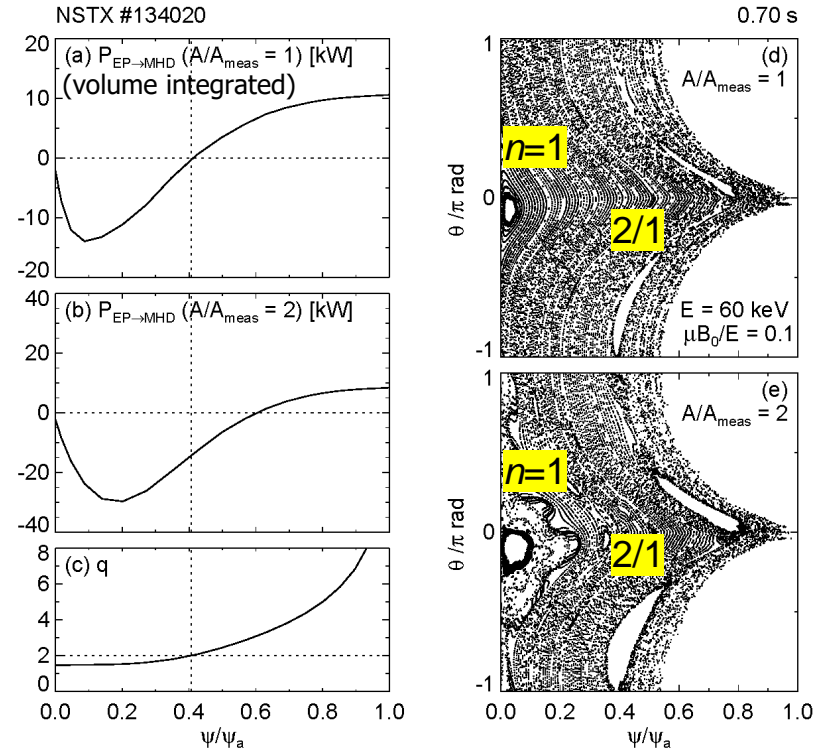 NSTX #134020
0.70 s
(a) P_EP→MHD (A/A_meas = 1) [kW]
(volume integrated)
20
10
0
-10
-20
(b) P_EP→MHD (A/A_meas = 2) [kW]
40
20
0
-20
-40
(c) q
8
6
4
2
0
0.0 0.2 0.4 0.6 0.8 1.0
ψ/ψ_a
(d)
A/A_meas = 1
n=1
2/1
E = 60 keV
μB_0/E = 0.1
1
0
-1
θ/π rad
(e)
A/A_meas = 2
n=1
2/1
1
0
-1
θ/π rad
0.0 0.2 0.4 0.6 0.8 1.0
ψ/ψ_a